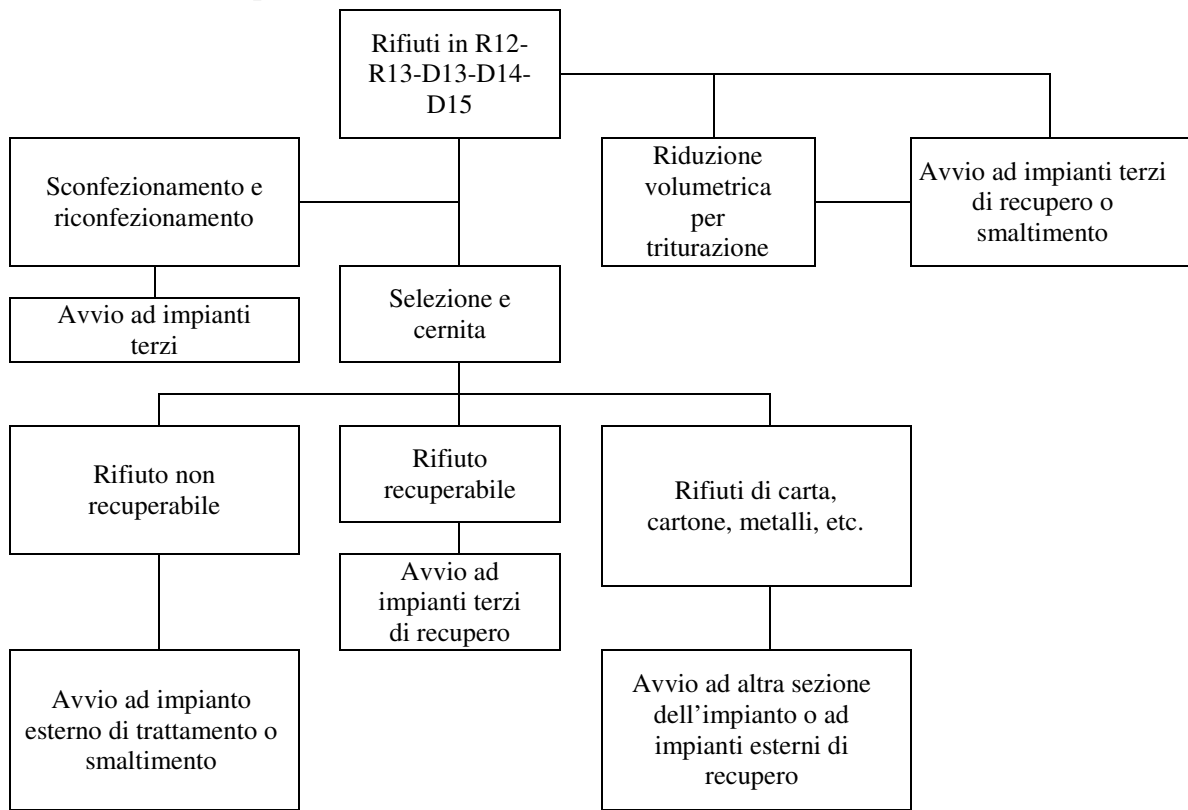 Rifiuti in R12-
R13-D13-D14-
D15
Sconfezionamento e
riconfezionamento
Riduzione
volumetrica
per
triturazione
Avvio ad impianti terzi
di recupero o
smaltimento
Avvio ad impianti
terzi
Selezione e
cernita
Rifiuto non
recuperabile
Rifiuto
recuperabile
Rifiuti di carta,
cartone, metalli, etc.
Avvio ad
impianti terzi
di recupero
Avvio ad impianto
esterno di trattamento o
smaltimento
Avvio ad altra sezione
dell’impianto o ad
impianti esterni di
recupero